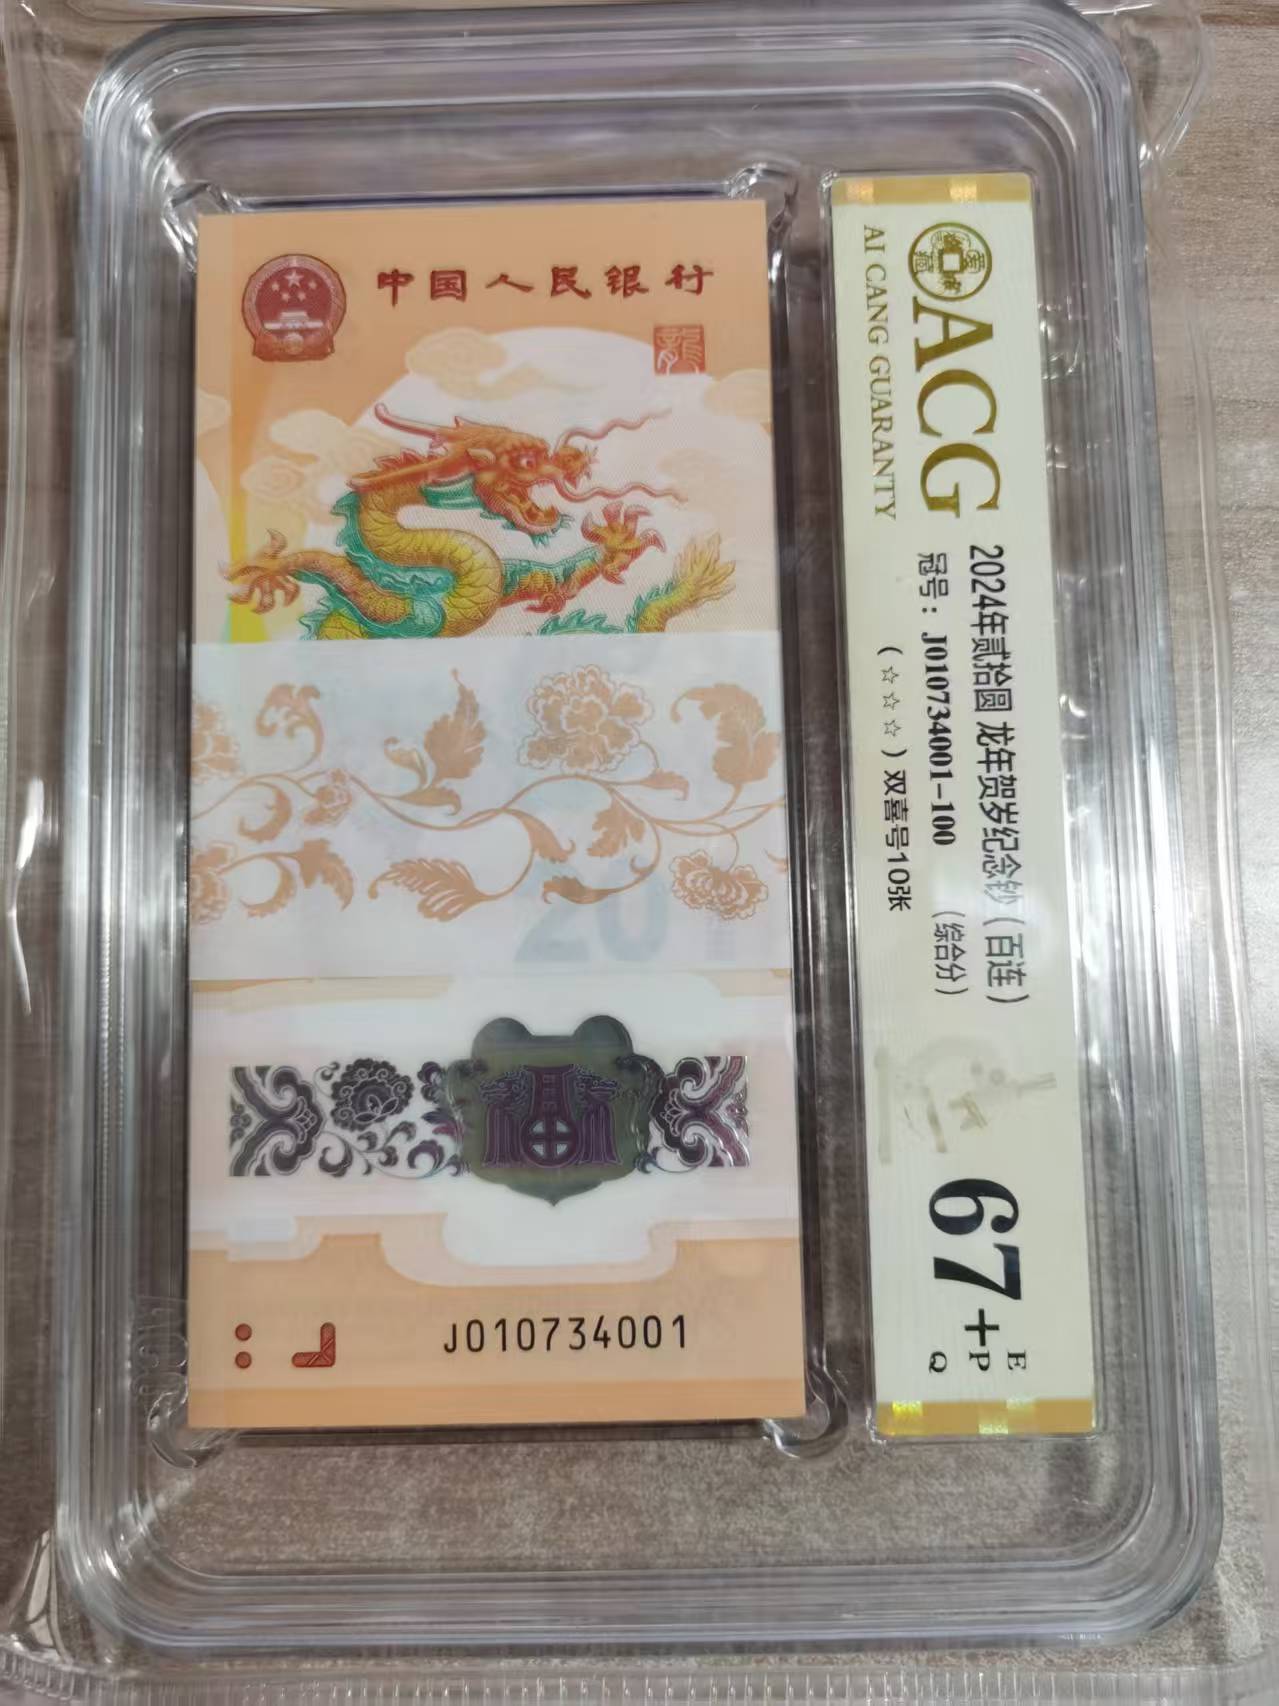 中国人民银行
龍
201
J010734001
ACG
AI CANG GUARANTY
2024年贰拾圆 龙年贺岁纪念钞（百连）
冠号：J010734001-100 （综合分）
（☆☆☆）双喜号10张
67+
E
P
Q